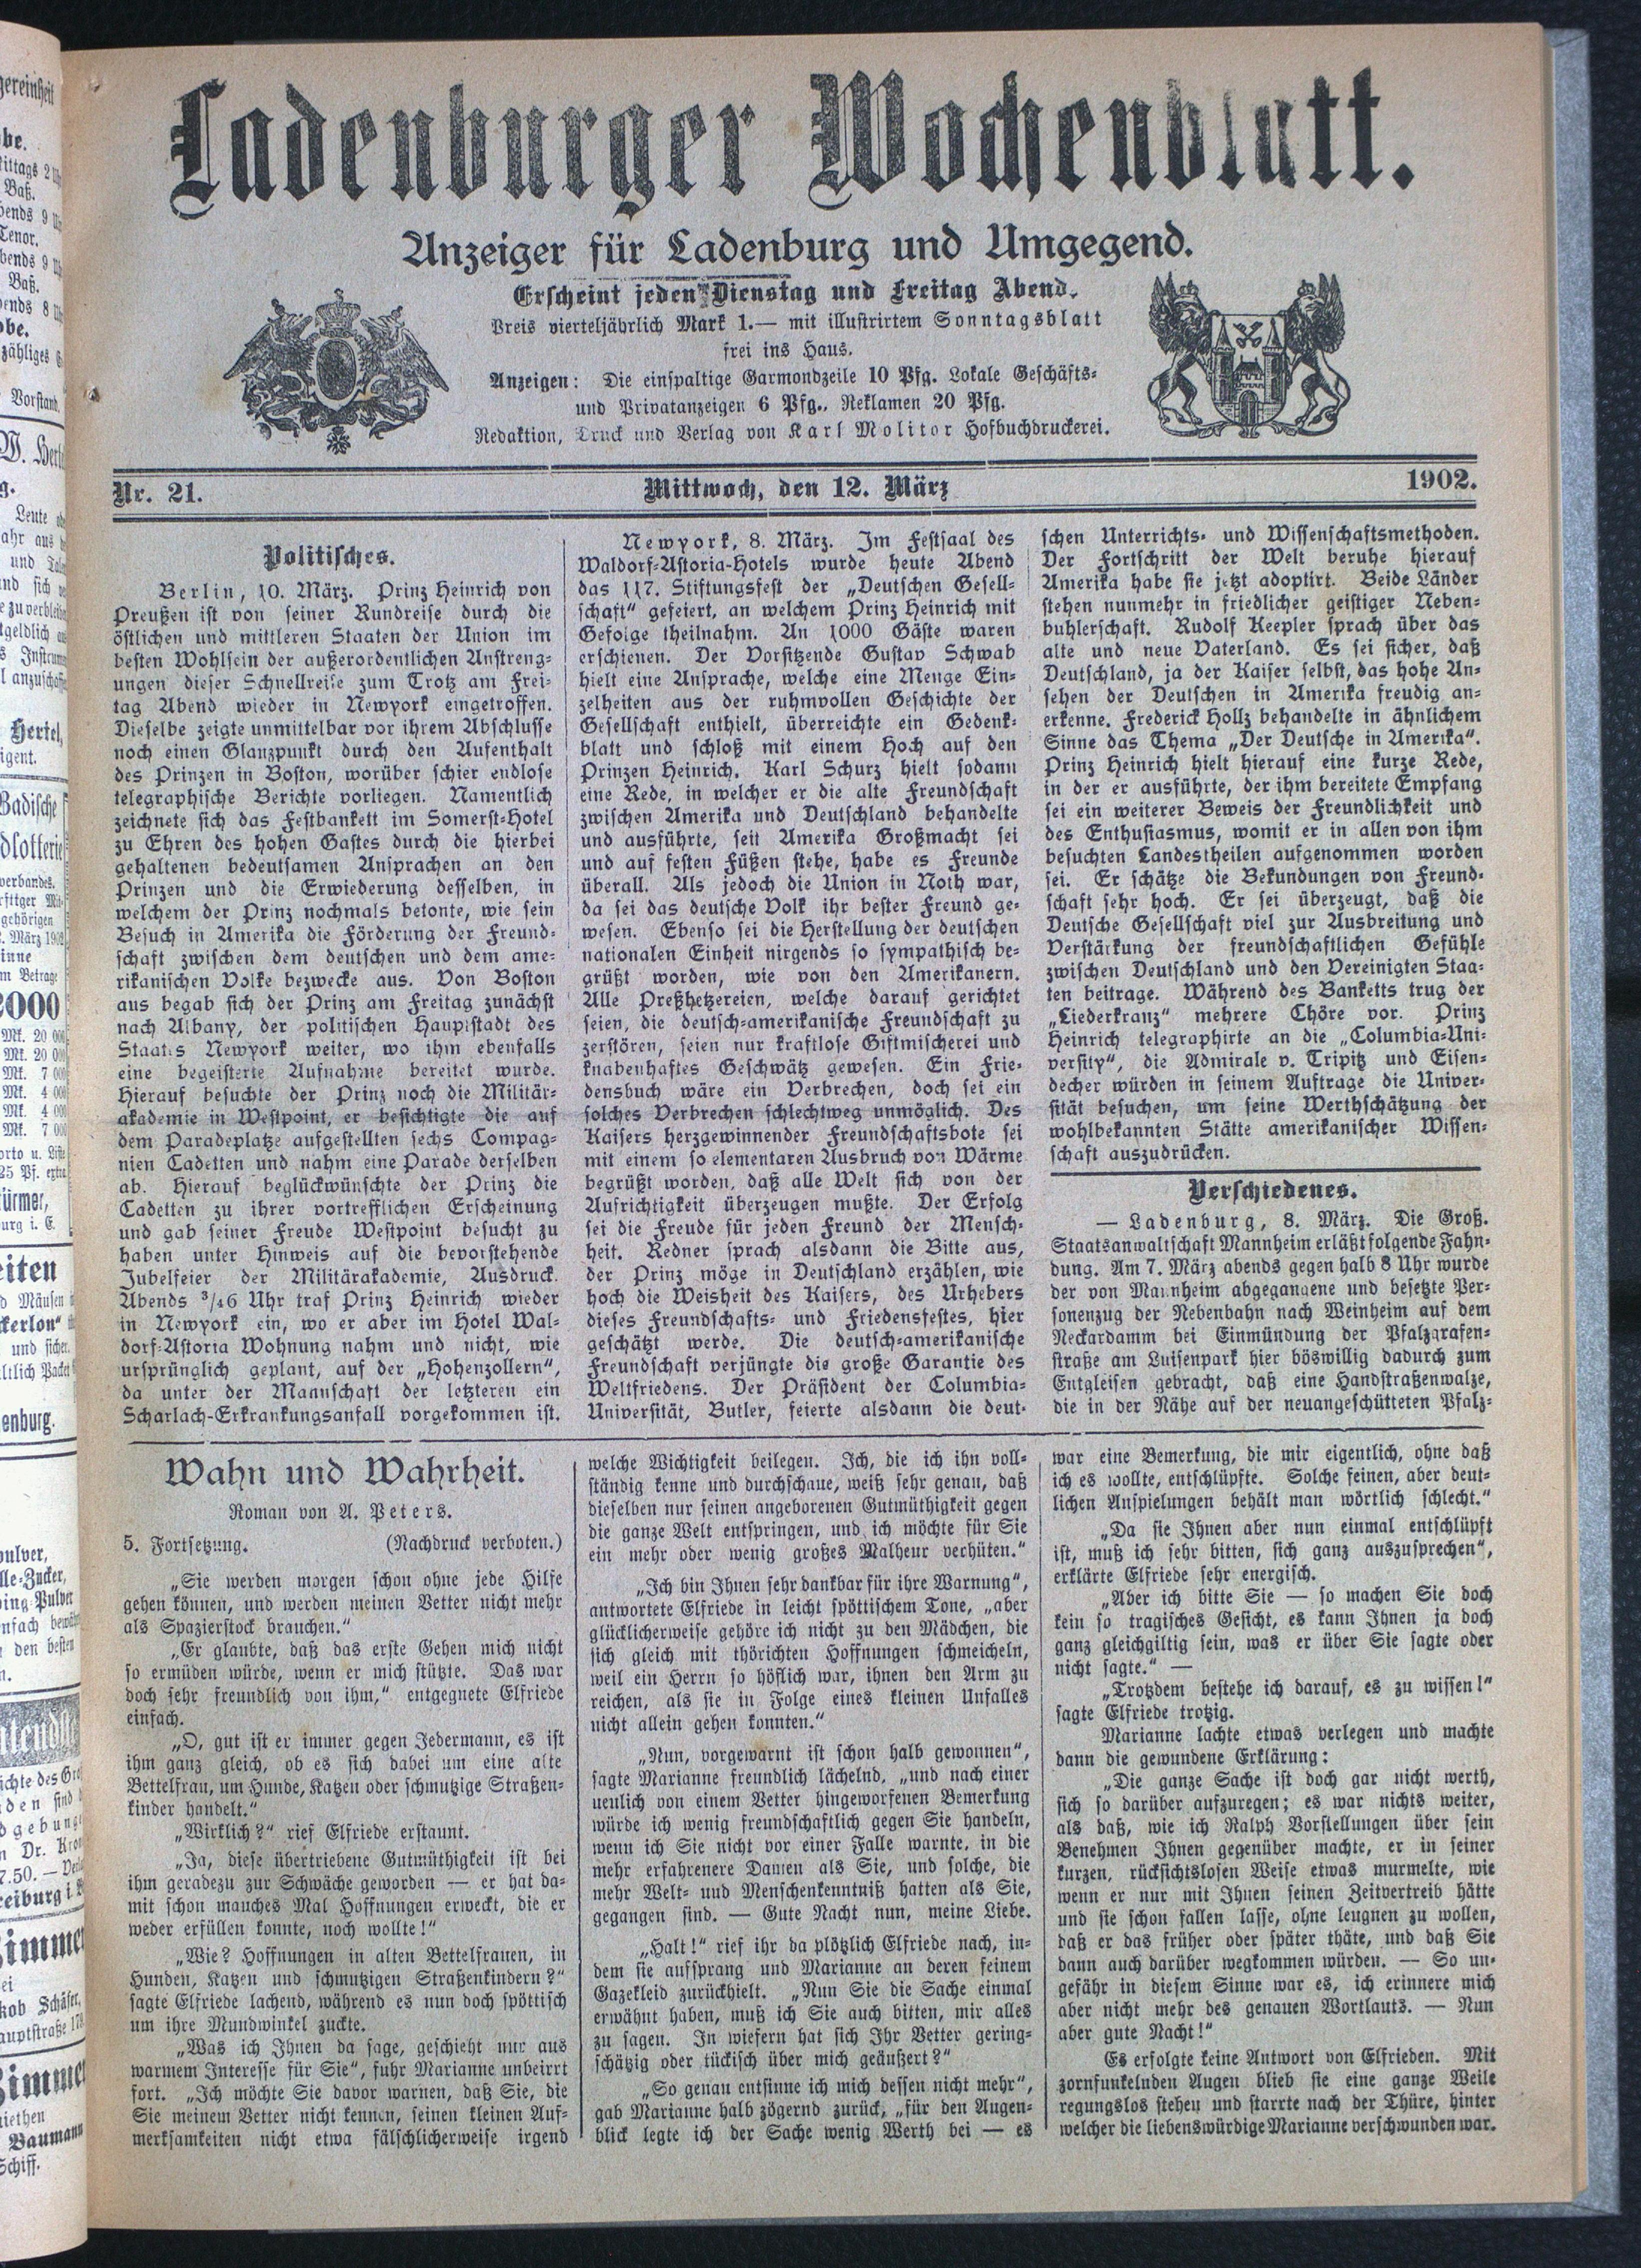 Ladenburger Wochenblatt.
Anzeiger für Ladenburg und Umgegend.
Erscheint jeden Dienstag und Freitag Abend.
Preis vierteljährlich Mark 1.— mit illustrirtem Sonntagsblatt
frei ins Haus.
Anzeigen: Die einspaltige Garmondzeile 10 Pfg. Lokale Geschäfts-
und Privatanzeigen 6 Pfg., Reklamen 20 Pfg.
Redaktion, Druck und Verlag von Karl Molitor Hofbuchdruckerei.
Nr. 21.
Mittwoch, den 12. März
1902.
Politisches.
Berlin, 10. März. Prinz Heinrich von
Preußen ist von seiner Rundreise durch die
östlichen und mittleren Staaten der Union im
besten Wohlsein der außerordentlichen Anstreng-
ungen dieser Schnellreise zum Trotz am Frei-
tag Abend wieder in Newyork eingetroffen.
Dieselbe zeigte unmittelbar vor ihrem Abschlusse
noch einen Glanzpunkt durch den Aufenthalt
des Prinzen in Boston, worüber schier endlose
telegraphische Berichte vorliegen. Namentlich
zeichnete sich das Festbankett im Somerst-Hotel
zu Ehren des hohen Gastes durch die hierbei
gehaltenen bedeutsamen Ansprachen an den
Prinzen und die Erwiederung desselben, in
welchem der Prinz nochmals betonte, wie sein
Besuch in Amerika die Förderung der Freund-
schaft zwischen dem deutschen und dem ame-
rikanischen Volke bezwecke aus. Von Boston
aus begab sich der Prinz am Freitag zunächst
nach Albany, der politischen Hauptstadt des
Staates Newyork weiter, wo ihm ebenfalls
eine begeisterte Aufnahme bereitet wurde.
Hierauf besuchte der Prinz noch die Militär-
akademie in Westpoint, er besichtigte die auf
dem Paradeplatze aufgestellten sechs Compag-
nien Cadetten und nahm eine Parade derselben
ab. Hierauf beglückwünschte der Prinz die
Cadetten zu ihrer vortrefflichen Erscheinung
und gab seiner Freude Westpoint besucht zu
haben unter Hinweis auf die bevorstehende
Jubelfeier der Militärakademie, Ausdruck.
Abends ³/₄6 Uhr traf Prinz Heinrich wieder
in Newyork ein, wo er aber im Hotel Wal-
dorf-Astoria Wohnung nahm und nicht, wie
ursprünglich geplant, auf der „Hohenzollern“,
da unter der Mannschaft der letzteren ein
Scharlach-Erkrankungsanfall vorgekommen ist.
Newyork, 8. März. Im Festsaal des
Waldorf-Astoria-Hotels wurde heute Abend
das 117. Stiftungsfest der „Deutschen Gesell-
schaft“ gefeiert, an welchem Prinz Heinrich mit
Gefolge theilnahm. An 1000 Gäste waren
erschienen. Der Vorsitzende Gustav Schwab
hielt eine Ansprache, welche eine Menge Ein-
zelheiten aus der ruhmvollen Geschichte der
Gesellschaft enthielt, überreichte ein Gedenk-
blatt und schloß mit einem Hoch auf den
Prinzen Heinrich. Karl Schurz hielt sodann
eine Rede, in welcher er die alte Freundschaft
zwischen Amerika und Deutschland behandelte
und ausführte, seit Amerika Großmacht sei
und auf festen Füßen stehe, habe es Freunde
überall. Als jedoch die Union in Noth war,
da sei das deutsche Volk ihr bester Freund ge-
wesen. Ebenso sei die Herstellung der deutschen
nationalen Einheit nirgends so sympathisch be-
grüßt worden, wie von den Amerikanern.
Alle Preßhetzereien, welche darauf gerichtet
seien, die deutsch-amerikanische Freundschaft zu
zerstören, seien nur kraftlose Giftmischerei und
knabenhaftes Geschwätz gewesen. Ein Frie-
densbuch wäre ein Verbrechen, doch sei ein
solches Verbrechen schlechtweg unmöglich. Des
Kaisers herzgewinnender Freundschaftsbote sei
mit einem so elementaren Ausbruch von Wärme
begrüßt worden, daß alle Welt sich von der
Aufrichtigkeit überzeugen mußte. Der Erfolg
sei die Freude für jeden Freund der Mensch-
heit. Redner sprach alsdann die Bitte aus,
der Prinz möge in Deutschland erzählen, wie
hoch die Weisheit des Kaisers, des Urhebers
dieses Freundschafts- und Friedensfestes, hier
geschätzt werde. Die deutsch-amerikanische
Freundschaft verjüngte die große Garantie des
Weltfriedens. Der Präsident der Columbia-
Universität, Butler, feierte alsdann die deut-
schen Unterrichts- und Wissenschaftsmethoden.
Der Fortschritt der Welt beruhe hierauf
Amerika habe sie jetzt adoptirt. Beide Länder
stehen nunmehr in friedlicher geistiger Neben-
buhlerschaft. Rudolf Keepler sprach über das
alte und neue Vaterland. Es sei sicher, daß
Deutschland, ja der Kaiser selbst, das hohe An-
sehen der Deutschen in Amerika freudig an-
erkenne. Frederick Hollz behandelte in ähnlichem
Sinne das Thema „Der Deutsche in Amerika“.
Prinz Heinrich hielt hierauf eine kurze Rede,
in der er ausführte, der ihm bereitete Empfang
sei ein weiterer Beweis der Freundlichkeit und
des Enthusiasmus, womit er in allen von ihm
besuchten Landestheilen aufgenommen worden
sei. Er schätze die Bekundungen von Freund-
schaft sehr hoch. Er sei überzeugt, daß die
Deutsche Gesellschaft viel zur Ausbreitung und
Verstärkung der freundschaftlichen Gefühle
zwischen Deutschland und den Vereinigten Staa-
ten beitrage. Während des Banketts trug der
„Liederkranz“ mehrere Chöre vor. Prinz
Heinrich telegraphirte an die „Columbia-Uni-
versity“, die Admirale v. Tripitz und Eisen-
decher würden in seinem Auftrage die Univer-
sität besuchen, um seine Werthschätzung der
wohlbekannten Stätte amerikanischer Wissen-
schaft auszudrücken.
Verschiedenes.
— Ladenburg, 8. März. Die Groß.
Staatsanwaltschaft Mannheim erläßt folgende Fahn-
dung. Am 7. März abends gegen halb 8 Uhr wurde
der von Mannheim abgegangene und besetzte Per-
sonenzug der Nebenbahn nach Weinheim auf dem
Neckardamm bei Einmündung der Pfalzgrafen-
straße am Luisenpark hier böswillig dadurch zum
Entgleisen gebracht, daß eine Handstraßenwalze,
die in der Nähe auf der neuangeschütteten Pfalz-
Wahn und Wahrheit.
Roman von A. Peters.
5. Fortsetzung. (Nachdruck verboten.)
„Sie werden morgen schon ohne jede Hilfe
gehen können, und werden meinen Vetter nicht mehr
als Spazierstock brauchen.“
„Er glaubte, daß das erste Gehen mich nicht
so ermüden würde, wenn er mich stützte. Das war
doch sehr freundlich von ihm,“ entgegnete Elfriede
einfach.
„O, gut ist er immer gegen Jedermann, es ist
ihm ganz gleich, ob es sich dabei um eine alte
Bettelfrau, um Hunde, Katzen oder schmutzige Straßen-
kinder handelt.“
„Wirklich?“ rief Elfriede erstaunt.
„Ja, diese übertriebene Gutmüthigkeit ist bei
ihm geradezu zur Schwäche geworden — er hat da-
mit schon manches Mal Hoffnungen erweckt, die er
weder erfüllen konnte, noch wollte!“
„Wie? Hoffnungen in alten Bettelfrauen, in
Hunden, Katzen und schmutzigen Straßenkindern?“
sagte Elfriede lachend, während es nun doch spöttisch
um ihre Mundwinkel zuckte.
„Was ich Ihnen da sage, geschieht nur aus
warmem Interesse für Sie“, fuhr Marianne unbeirrt
fort. „Ich möchte Sie davor warnen, daß Sie, die
Sie meinem Vetter nicht kennen, seinen kleinen Auf-
merksamkeiten nicht etwa fälschlicherweise irgend
welche Wichtigkeit beilegen. Ich, die ich ihn voll-
ständig kenne und durchschaue, weiß sehr genau, daß
dieselben nur seinen angeborenen Gutmüthigkeit gegen
die ganze Welt entspringen, und ich möchte für Sie
ein mehr oder wenig großes Malheur verhüten.“
„Ich bin Ihnen sehr dankbar für ihre Warnung“,
antwortete Elfriede in leicht spöttischem Tone, „aber
glücklicherweise gehöre ich nicht zu den Mädchen, die
sich gleich mit thörichten Hoffnungen schmeicheln,
weil ein Herrn so höflich war, ihnen den Arm zu
reichen, als sie in Folge eines kleinen Unfalles
nicht allein gehen konnten.“
„Nun, vorgewarnt ist schon halb gewonnen“,
sagte Marianne freundlich lächelnd, „und nach einer
neulich von einem Vetter hingeworfenen Bemerkung
würde ich wenig freundschaftlich gegen Sie handeln,
wenn ich Sie nicht vor einer Falle warnte, in die
mehr erfahrenere Damen als Sie, und solche, die
mehr Welt- und Menschenkenntniß hatten als Sie,
gegangen sind. — Gute Nacht nun, meine Liebe.
„Halt!“ rief ihr da plötzlich Elfriede nach, in-
dem sie aufsprang und Marianne an deren feinem
Gazekleid zurückhielt. „Nun Sie die Sache einmal
erwähnt haben, muß ich Sie auch bitten, mir alles
zu sagen. In wiefern hat sich Ihr Vetter gering-
schätzig oder tückisch über mich geäußert?“
„So genau entsinne ich mich dessen nicht mehr“,
gab Marianne halb zögernd zurück, „für den Augen-
blick legte ich der Sache wenig Werth bei — es
war eine Bemerkung, die mir eigentlich, ohne daß
ich es wollte, entschlüpfte. Solche feinen, aber deut-
lichen Anspielungen behält man wörtlich schlecht.“
„Da sie Ihnen aber nun einmal entschlüpft
ist, muß ich sehr bitten, sich ganz auszusprechen“,
erklärte Elfriede sehr energisch.
„Aber ich bitte Sie — so machen Sie doch
kein so tragisches Gesicht, es kann Ihnen ja doch
ganz gleichgiltig sein, was er über Sie sagte oder
nicht sagte.“ —
„Trotzdem bestehe ich darauf, es zu wissen!“
sagte Elfriede trotzig.
Marianne lachte etwas verlegen und machte
dann die gewundene Erklärung:
„Die ganze Sache ist doch gar nicht werth,
sich so darüber aufzuregen; es war nichts weiter,
als daß, wie ich Ralph Vorstellungen über sein
Benehmen Ihnen gegenüber machte, er in seiner
kurzen, rücksichtslosen Weise etwas murmelte, wie
wenn er nur mit Ihnen seinen Zeitvertreib hätte
und sie schon fallen lasse, ohne leugnen zu wollen,
daß er das früher oder später thäte, und daß Sie
dann auch darüber wegkommen würden. — So un-
gefähr in diesem Sinne war es, ich erinnere mich
aber nicht mehr des genauen Wortlauts. — Nun
aber gute Nacht!“
Es erfolgte keine Antwort von Elfrieden. Mit
zornfunkelnden Augen blieb sie eine ganze Weile
regungslos stehen und starrte nach der Thüre, hinter
welcher die liebenswürdige Marianne verschwunden war.